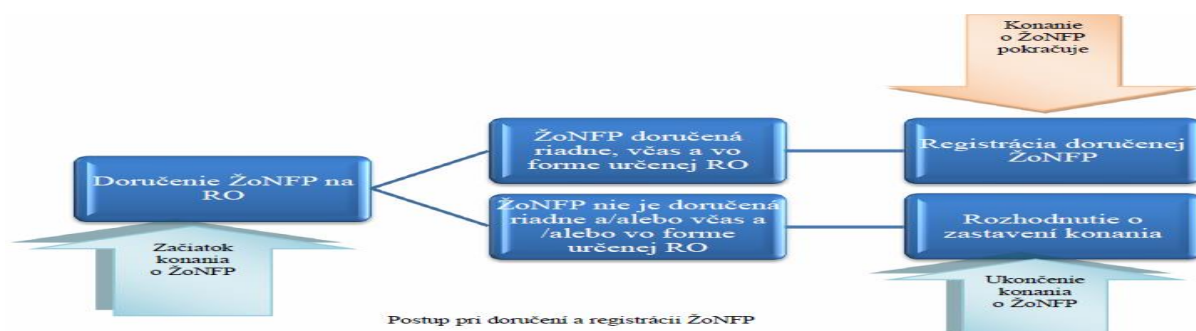 Konanie
o ŽoNFP
pokračuje
ŽoNFP doručená
riadne, včas a vo
forme určenej RO
Registrácia doručenej
ŽoNFP
Doručenie ŽoNFP na
RO
ŽoNFP nie je doručená
riadne a/alebo včas a
/alebo vo forme
určenej RO
Rozhodnutie o
zastavení konania
Začiatok
konania
o ŽoNFP
Ukončenie
konania
o ŽoNFP
Postup pri doručení a registrácií ŽoNFP